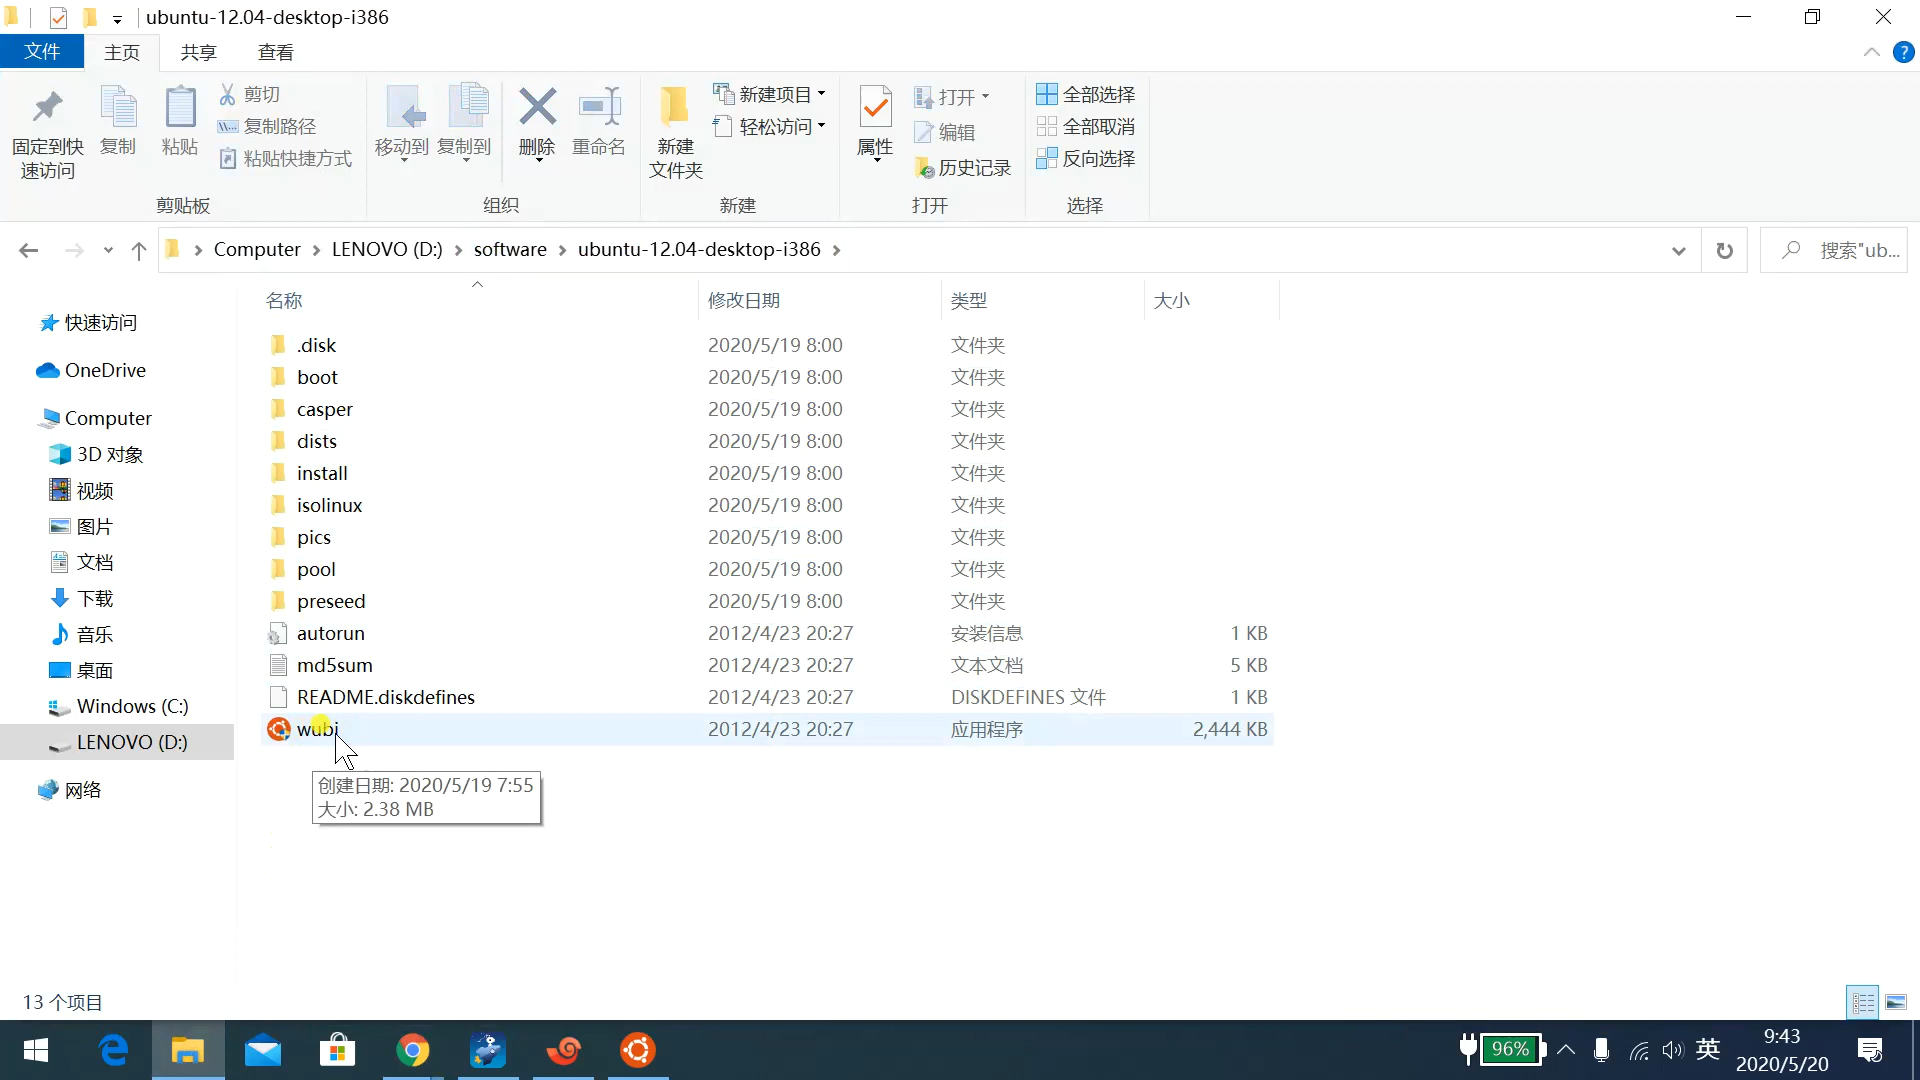 ubuntu-12.04-desktop-i386
文件 主页 共享 查看
固定到快速访问
复制
粘贴
剪切
复制路径
粘贴快捷方式
剪贴板
移动到
复制到
删除
重命名
组织
新建
文件夹
新建项目
轻松访问
新建
属性
打开
编辑
历史记录
打开
全部选择
全部取消
反向选择
选择
Computer LENOVO (D:) software ubuntu-12.04-desktop-i386
搜索"ub...
快速访问
OneDrive
Computer
3D 对象
视频
图片
文档
下载
音乐
桌面
Windows (C:)
LENOVO (D:)
网络
名称 修改日期 类型 大小
.disk 2020/5/19 8:00 文件夹
boot 2020/5/19 8:00 文件夹
casper 2020/5/19 8:00 文件夹
dists 2020/5/19 8:00 文件夹
install 2020/5/19 8:00 文件夹
isolinux 2020/5/19 8:00 文件夹
pics 2020/5/19 8:00 文件夹
pool 2020/5/19 8:00 文件夹
preseed 2020/5/19 8:00 文件夹
autorun 2012/4/23 20:27 安装信息 1 KB
md5sum 2012/4/23 20:27 文本文档 5 KB
README.diskdefines 2012/4/23 20:27 DISKDEFINES 文件 1 KB
wubi 2012/4/23 20:27 应用程序 2,444 KB
创建日期: 2020/5/19 7:55
大小: 2.38 MB
13 个项目
96%
英
9:43
2020/5/20